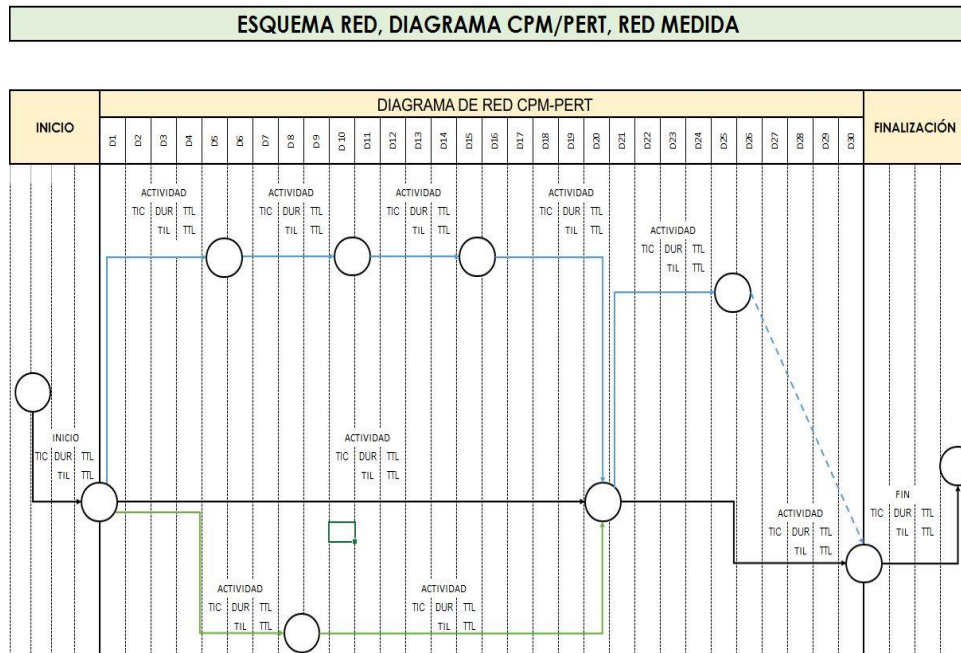 ESQUEMA RED, DIAGRAMA CPM/PERT, RED MEDIDA
INICIO
DIAGRAMA DE RED CPM-PERT
FINALIZACIÓN
D1 D2 D3 D4 D5 D6 D7 D8 D9 D10 D11 D12 D13 D14 D15 D16 D17 D18 D19 D20 D21 D22 D23 D24 D25 D26 D27 D28 D29 D30
ACTIVIDAD
TIC DUR TTL
TIL TTL
ACTIVIDAD
TIC DUR TTL
TIL TTL
ACTIVIDAD
TIC DUR TTL
TIL TTL
ACTIVIDAD
TIC DUR TTL
TIL TTL
ACTIVIDAD
TIC DUR TTL
TIL TTL
INICIO
TIC DUR TTL
TIL TTL
ACTIVIDAD
TIC DUR TTL
TIL TTL
ACTIVIDAD
TIC DUR TTL
TIL TTL
FIN
TIC DUR TTL
TIL TTL
ACTIVIDAD
TIC DUR TTL
TIL TTL
ACTIVIDAD
TIC DUR TTL
TIL TTL